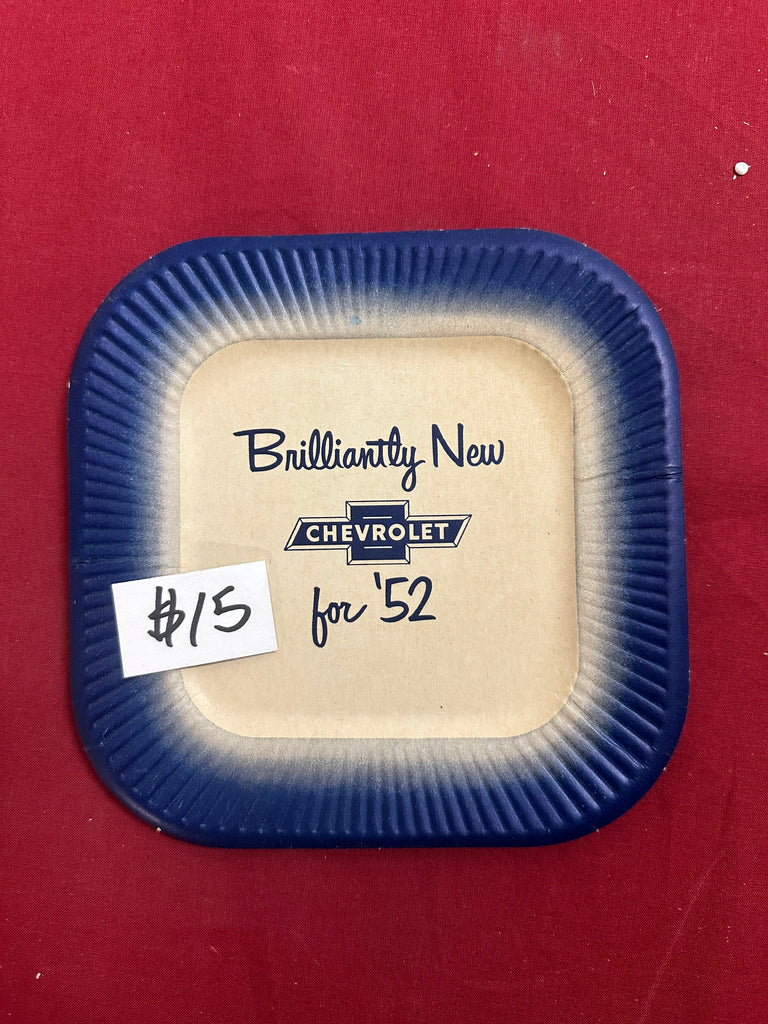 Brilliantly New
CHEVROLET
for '52
$15